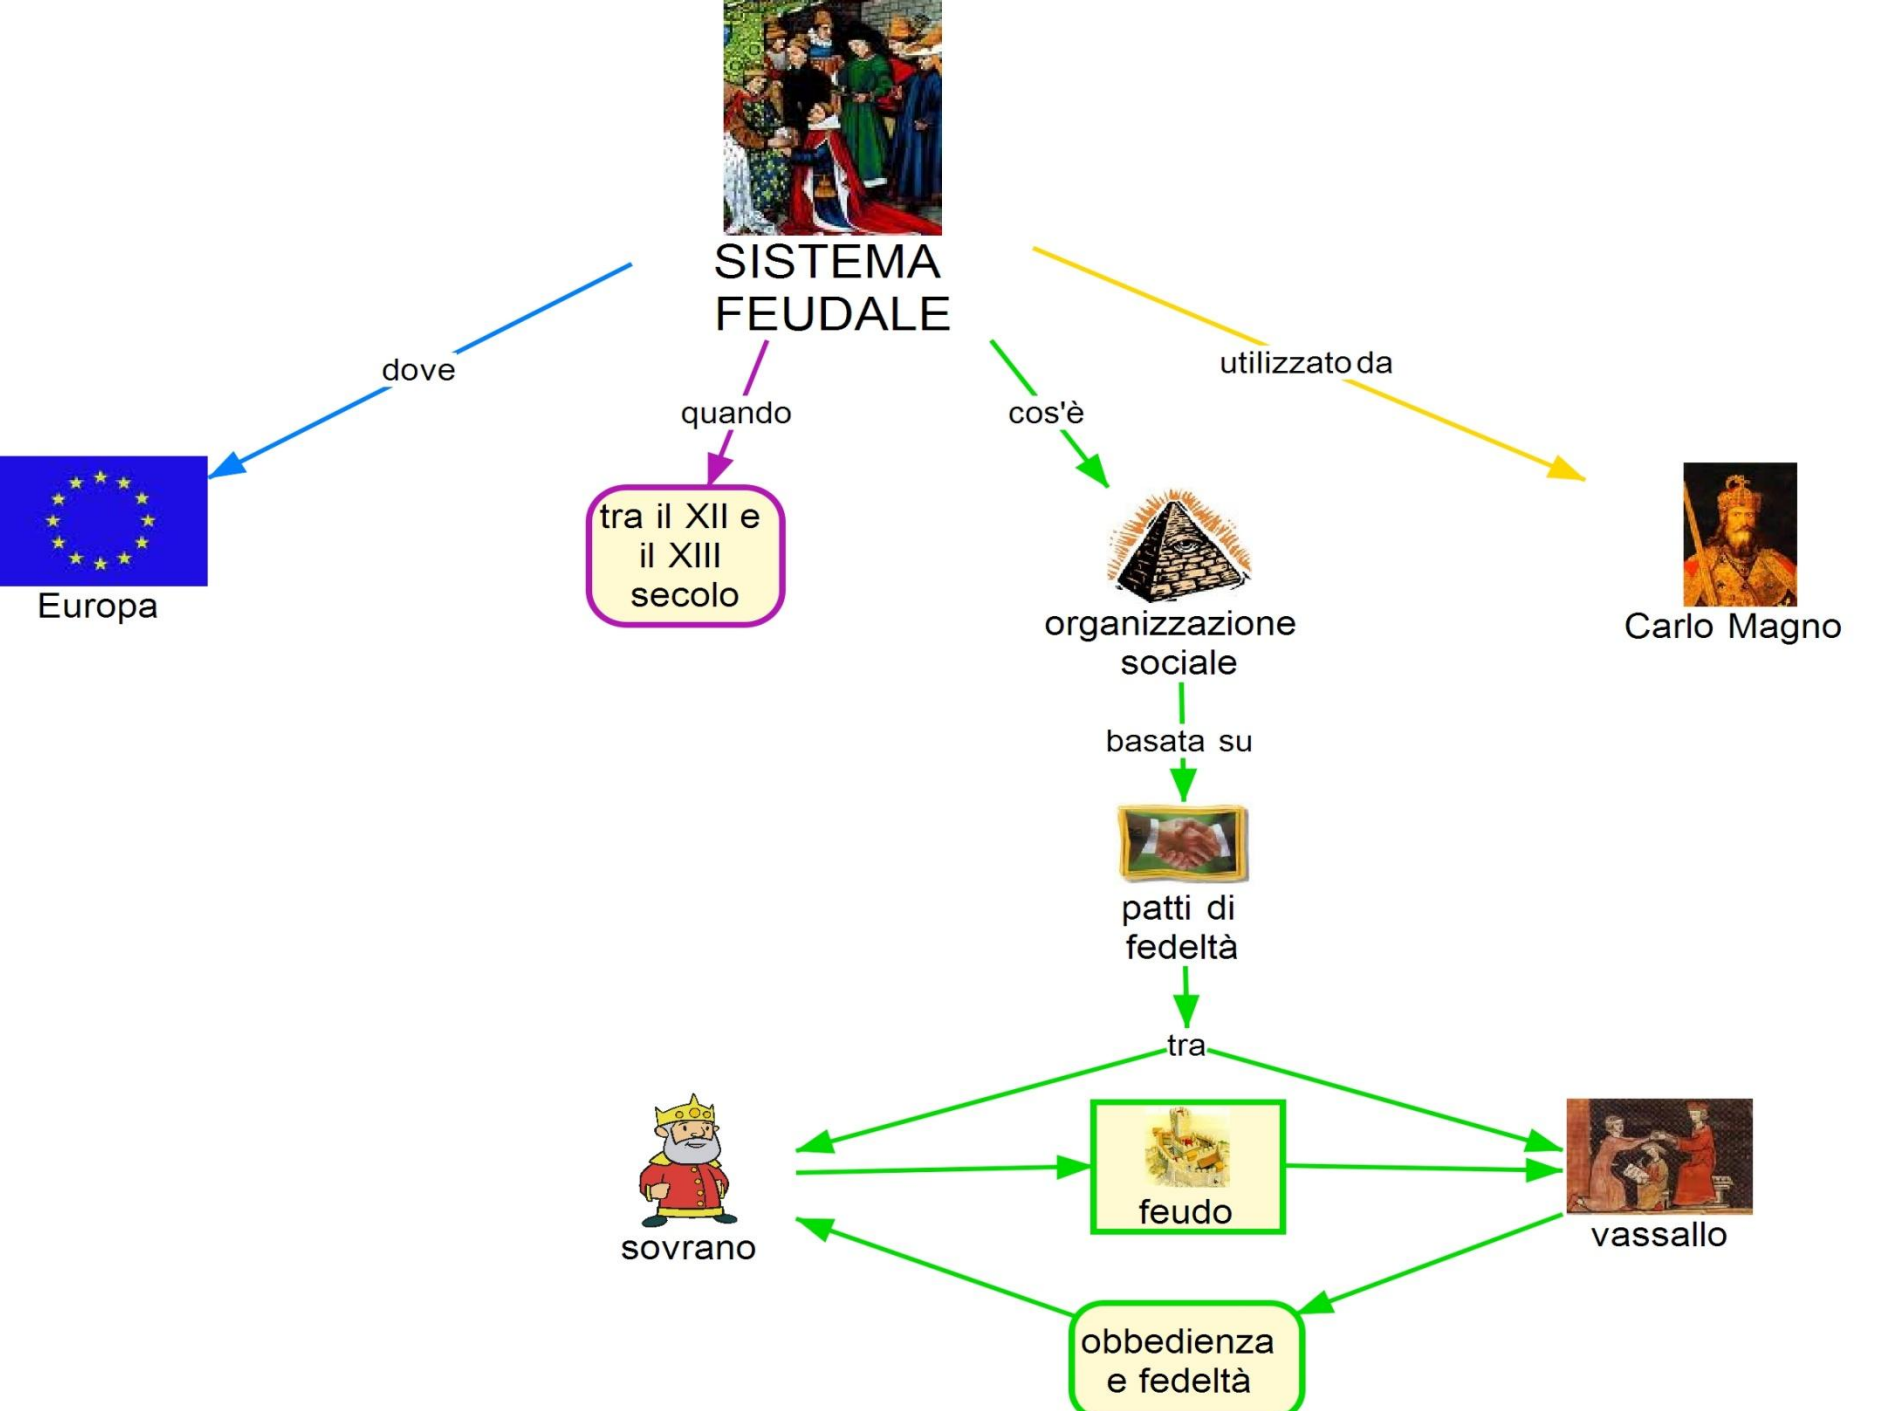 SISTEMA
FEUDALE
dove
quando
cos'è
utilizzato da
Europa
tra il XII e
il XIII
secolo
organizzazione
sociale
Carlo Magno
basata su
patti di
fedeltà
tra
sovrano
feudo
vassallo
obbedienza
e fedeltà